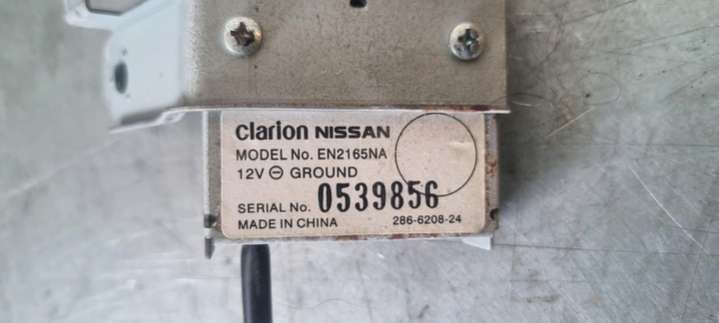 clarion NISSAN
MODEL No. EN2165NA
12V ⊖ GROUND
SERIAL No. 0539856
MADE IN CHINA 286-6208-24